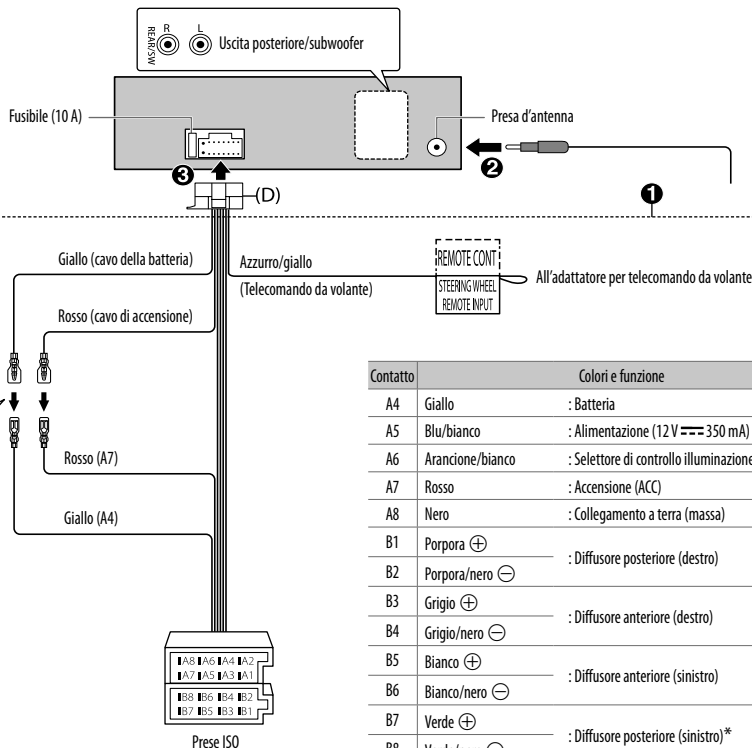 REAR/SW
R L
Uscita posteriore/subwoofer
Fusibile (10 A)
Presa d'antenna
❸
❷
❶
(D)
Giallo (cavo della batteria)
Azzurro/giallo
(Telecomando da volante)
REMOTE CONT
STEERING WHEEL
REMOTE INPUT
All'adattatore per telecomando da volante
Rosso (cavo di accensione)
Rosso (A7)
Giallo (A4)
A8 A6 A4 A2
A7 A5 A3 A1
B8 B6 B4 B2
B7 B5 B3 B1
Prese ISO
Contatto Colori e funzione
A4 Giallo : Batteria
A5 Blu/bianco : Alimentazione (12 V ⎓ 350 mA)
A6 Arancione/bianco : Selettore di controllo illuminazione
A7 Rosso : Accensione (ACC)
A8 Nero : Collegamento a terra (massa)
B1 Porpora ⊕ : Diffusore posteriore (destro)
B2 Porpora/nero ⊖
B3 Grigio ⊕ : Diffusore anteriore (destro)
B4 Grigio/nero ⊖
B5 Bianco ⊕ : Diffusore anteriore (sinistro)
B6 Bianco/nero ⊖
B7 Verde ⊕ : Diffusore posteriore (sinistro)*
B8 Verde/nero ⊖